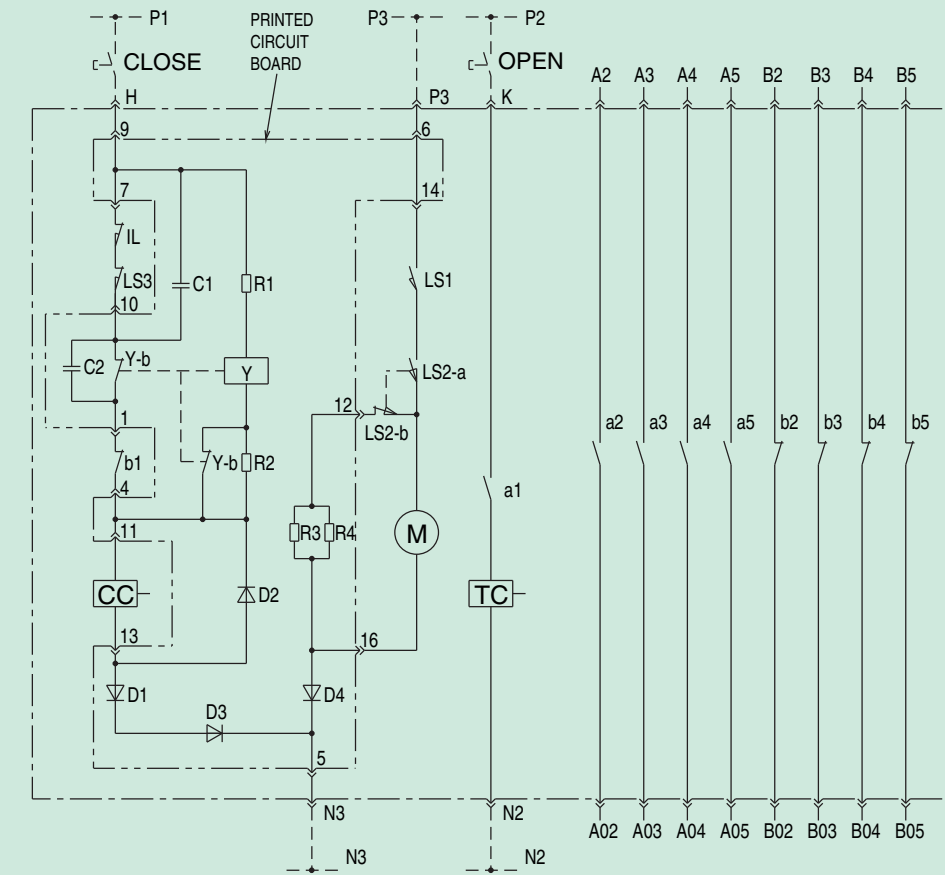 P1
PRINTED
CIRCUIT
BOARD
P3
P2
CLOSE
OPEN
H
P3
K
A2 A3 A4 A5 B2 B3 B4 B5
9
6
7
14
IL
LS3
C1
R1
LS1
10
C2
Y-b
Y
LS2-a
12
LS2-b
1
b1
Y-b
R2
a2 a3 a4 a5 b2 b3 b4 b5
4
a1
11
R3
R4
M
CC
D2
TC
13
16
D1
D3
D4
5
N3
N2
A02 A03 A04 A05 B02 B03 B04 B05
N3
N2